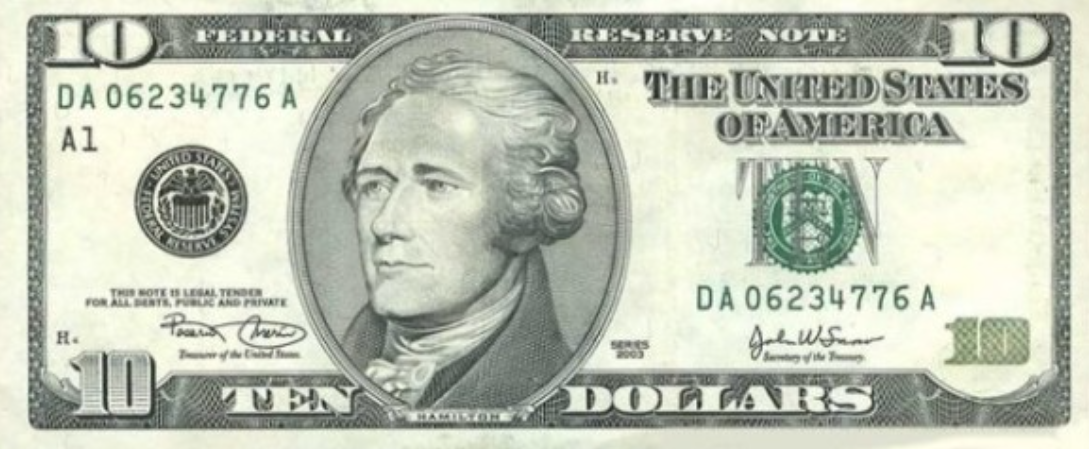 10 FEDERAL RESERVE NOTE 10
DA 06234776 A
H.
THE UNITED STATES
OF AMERICA
A1
UNITED STATES FEDERAL RESERVE SYSTEM
TEN
THIS NOTE IS LEGAL TENDER
FOR ALL DEBTS, PUBLIC AND PRIVATE
DA 06234776 A
H.
Treasurer of the United States.
SERIES
2003
John W Snow
Secretary of the Treasury.
10
10 TEN DOLLARS
HAMILTON